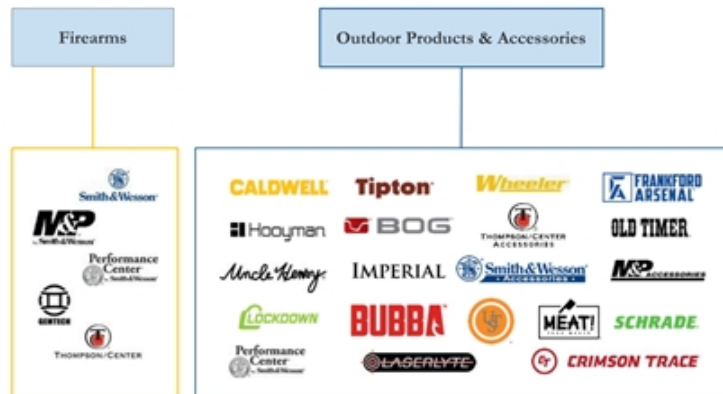 Firearms
Outdoor Products & Accessories
Smith & Wesson
M&P
by Smith & Wesson
Performance
Center
by Smith & Wesson
GEMTECH
THOMPSON/CENTER
CALDWELL
Tipton
Wheeler
FRANKFORD
ARSENAL
Hooyman
BOG
THOMPSON/CENTER
ACCESSORIES
OLD TIMER
Uncle Henry
IMPERIAL
Smith & Wesson
Accessories
M&P ACCESSORIES
LOCKDOWN
BUBBA
UST
MEAT!
SCHRADE
Performance
Center
by Smith & Wesson
LASERLYTE
CT CRIMSON TRACE